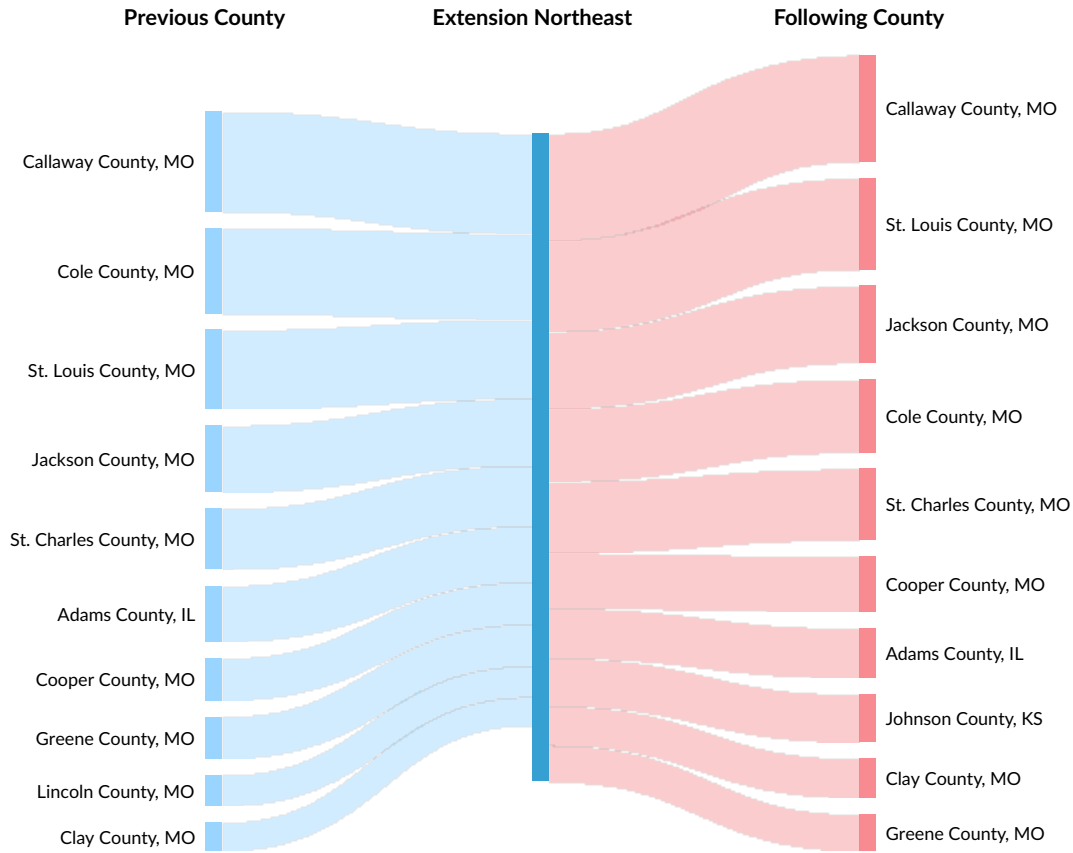 Previous County
Extension Northeast
Following County
Callaway County, MO
Cole County, MO
St. Louis County, MO
Jackson County, MO
St. Charles County, MO
Adams County, IL
Cooper County, MO
Greene County, MO
Lincoln County, MO
Clay County, MO
Callaway County, MO
St. Louis County, MO
Jackson County, MO
Cole County, MO
St. Charles County, MO
Cooper County, MO
Adams County, IL
Johnson County, KS
Clay County, MO
Greene County, MO